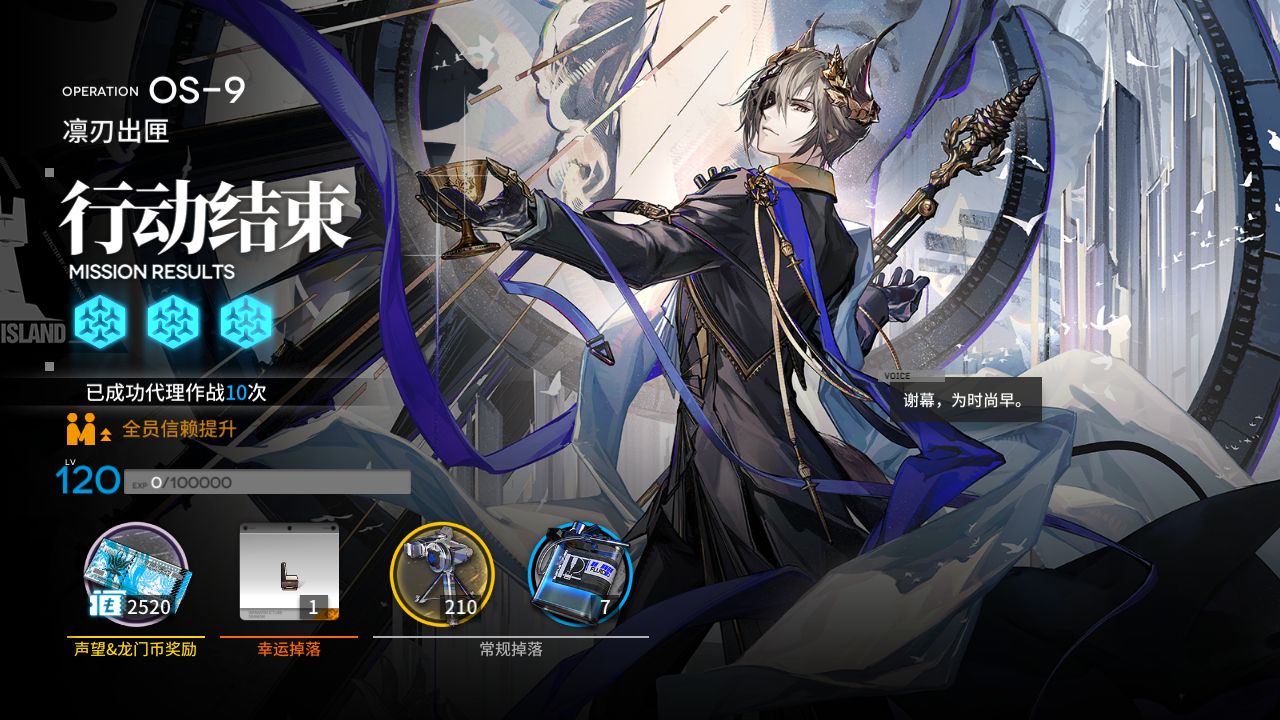 OPERATION OS-9
凛刃出匣
行动结束
MISSION RESULTS
ISLAND
已成功代理作战10次
全员信赖提升
LV
120
EXP 0/100000
VOICE
谢幕，为时尚早。
2520
1
210
7
声望&龙门币奖励
幸运掉落
常规掉落